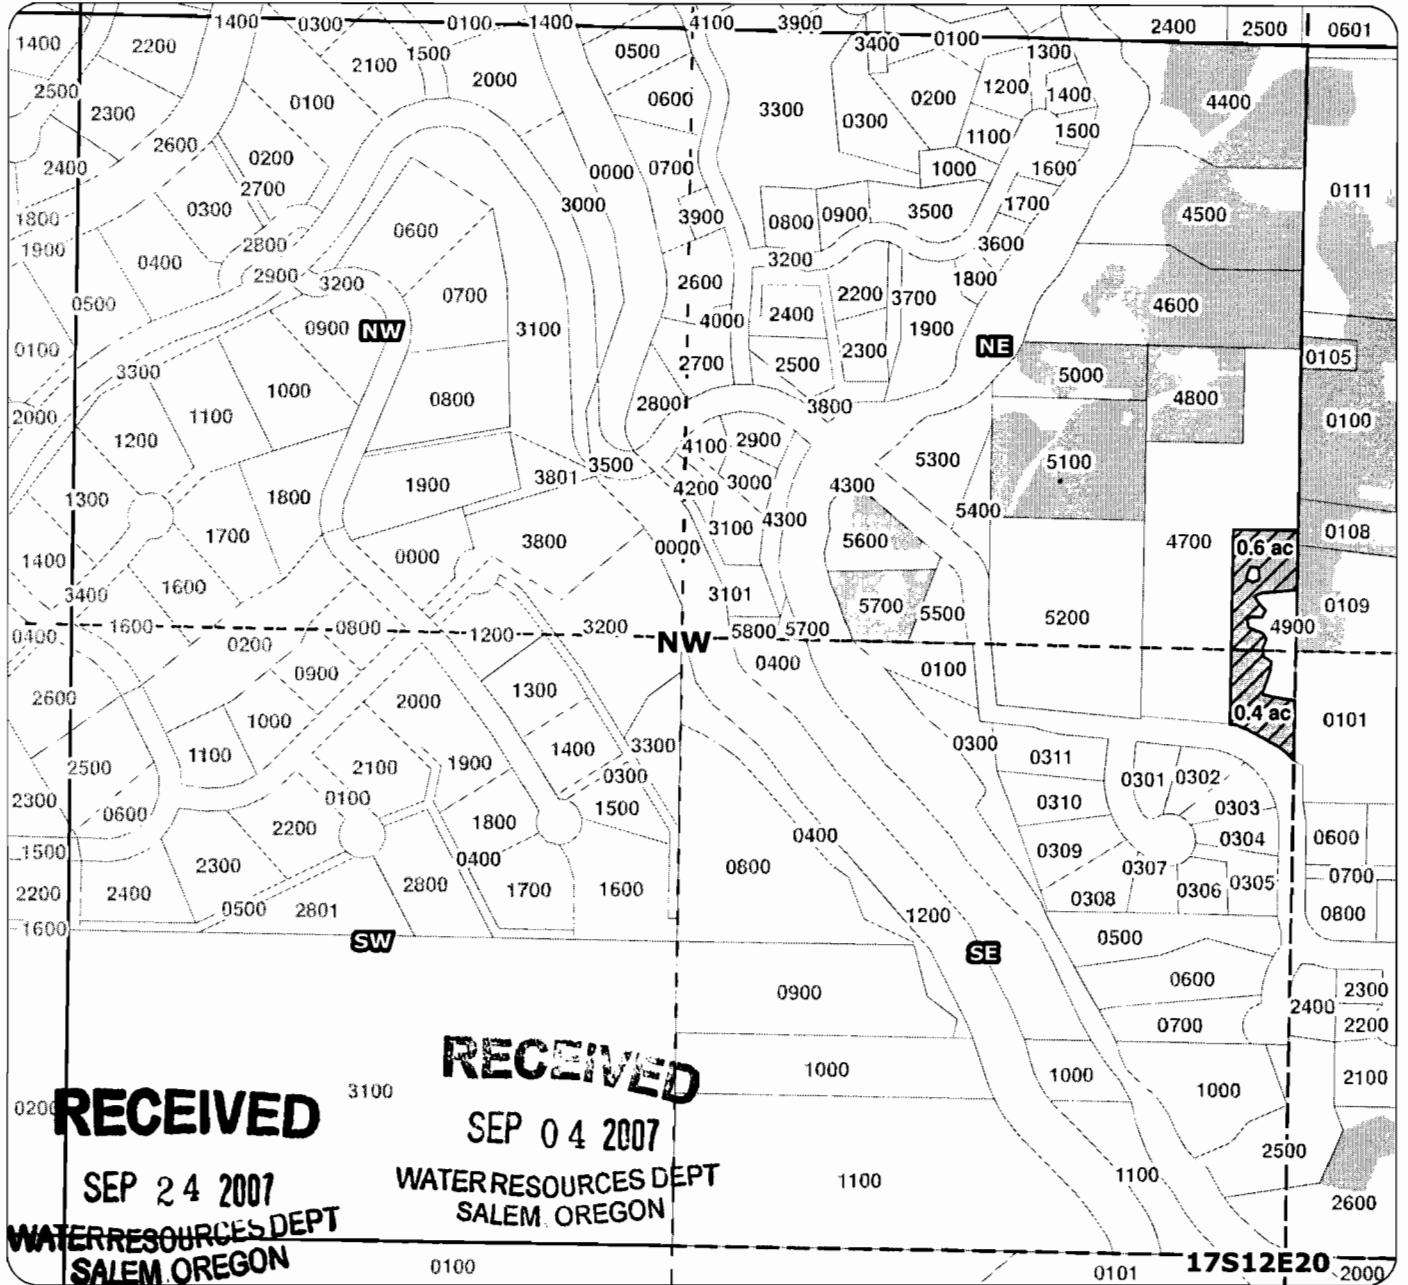 1400 0300 0100 1400 4100 3900 2400 2500 0601
1400 2200 1500 0500 3400 0100 1300
2100 2000
2500 0100 0600 3300 0200 1200 1400 4400
2300 0300
2600 1100 1500
2400 0200 0000 0700 1000 1600
2700 0111
1800 0300 3000 3900 0800 0900 3500 1700 4500
1900 2800 0600 3600
0400 3200
2900 3200 2600 1800
0500 0700 2200 3700 4600
0900 NW 3100 4000 2400 1900
0100 2700 2500 2300 NE 0105
3300 5000
1000 0800 2800 3800 4800
2000 1100 0100
1200 4100 2900
3500 5300 5100
1300 1800 1900 3801 4200 3000 4300
5400
1700 0000 3800 0000 3100 4300 5600 4700 0.6 ac 0108
1400 1600
3400 3101 5700 5500 5200 0109
0400 1600 0200 0800 1200 3200 NW 5800 5700 4900
0400 0100
2600 0900 1300
1000 2000 0.4 ac 0101
1100 1400 3300 0300 0311
2500 2100 1900 0300 0301 0302
2300 0600 0100 1500 0310 0303
2200 1800 0400 0304 0600
1500 2300 0400 0800 0309 0307
2200 2400 2800 1700 1600 0308 0306 0305 0700
0500 2801 0800
1600 SW 1200 SE 0500
0900 0600 2400 2300
0700 2200
RECEIVED
3100 1000 1000 1000 2100
0200 RECEIVED
SEP 04 2007
2500
SEP 24 2007 WATER RESOURCES DEPT 1100 1100
SALEM, OREGON 2600
WATER RESOURCES DEPT
SALEM, OREGON 0100 0101 17S12E20 2000